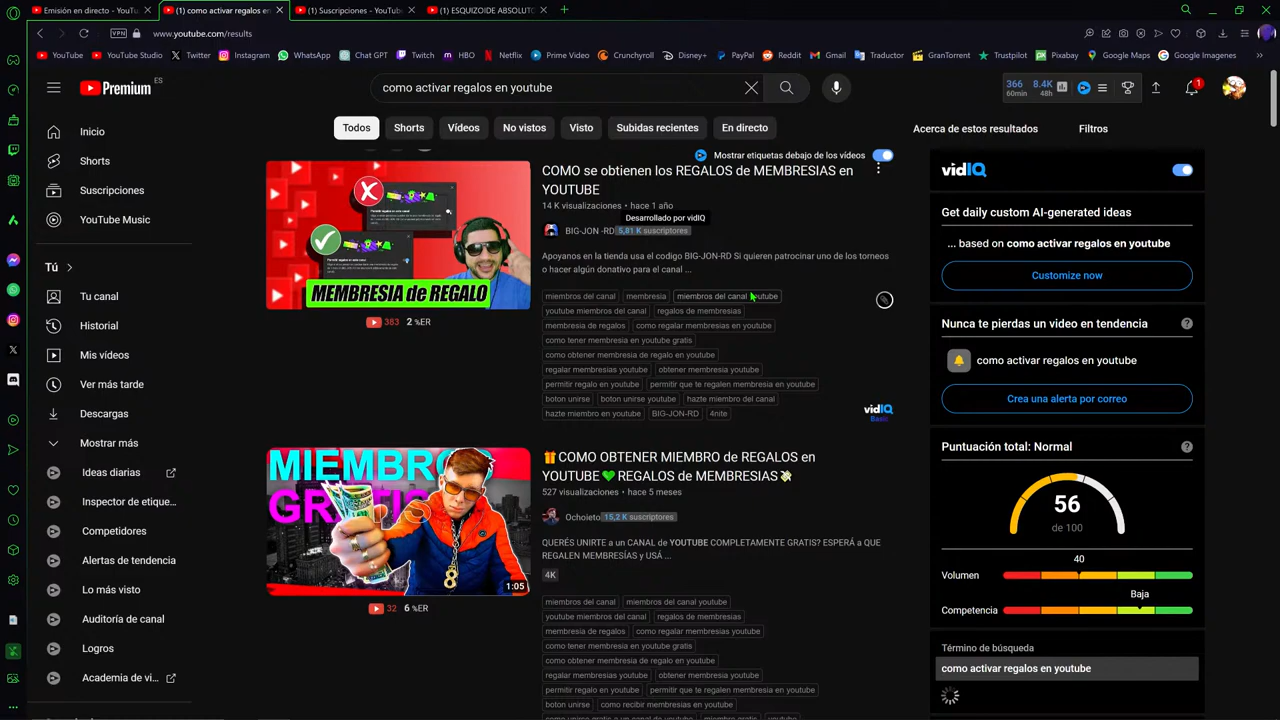 (1) Emisión en directo - YouTu
(1) como activar regalos en
(1) Suscripciones - YouTube
(1) ESQUIZOIDE ABSOLUTO
VPN
www.youtube.com/results
YouTube
YouTube Studio
Twitter
Instagram
WhatsApp
Chat GPT
Twitch
HBO
Netflix
Prime Video
Crunchyroll
Disney+
PayPal
Reddit
Gmail
Traductor
GranTorrent
Trustpilot
Pixabay
Google Maps
Google
Premium
ES
como activar regalos en youtube
366
60min
8.4K
48h
1
Todos
Shorts
Vídeos
No vistos
Visto
Subidas recientes
En directo
Acerca de estos resultados
Filtros
Inicio
Shorts
Suscripciones
YouTube Music
Tú
Tu canal
Historial
Mis vídeos
Ver más tarde
Descargas
Mostrar más
Ideas diarias
Inspector de etique...
Competidores
Alertas de tendencia
Lo más visto
Auditoría de canal
Logros
Academia de vi...
Mostrar etiquetas debajo de los vídeos
MEMBRESIA de REGALO
383
2 %ER
COMO se obtienen los REGALOS de MEMBRESIAS en
YOUTUBE
14 K visualizaciones • hace 1 año
Desarrollado por vidIQ
BIG-JON -RD
5,81 K suscriptores
Apoyanos en la tienda usa el codigo BIG-JON-RD Si quieren patrocinar uno de los torneos
o hacer algún donativo para el canal ...
miembros del canal
membresia
miembros del canal youtube
youtube miembros del canal
regalos de membresias
membresia de regalos
como regalar membresias en youtube
como tener membresia en youtube gratis
como obtener membresia de regalo en youtube
regalar membresias youtube
obtener membresia youtube
permitir regalo en youtube
permitir que te regalen membresia en youtube
boton unirse
boton unirse youtube
hazte miembro del canal
hazte miembro en youtube
BIG-JON-RD
4nite
vidIQ
Basic
MIEMBRO
GRATIS
8
1:05
32
6 %ER
🎁COMO OBTENER MIEMBRO de REGALOS en
YOUTUBE💚REGALOS de MEMBRESIAS💸
527 visualizaciones • hace 5 meses
Ochoieto
15,2 K suscriptores
QUERÉS UNIRTE a un CANAL de YOUTUBE COMPLETAMENTE GRATIS? ESPERÁ a QUE
REGALEN MEMBRESÍAS y USÁ ...
4K
miembros del canal
miembros del canal youtube
youtube miembros del canal
regalos de membresias
membresia de regalos
como regalar membresias youtube
como tener membresia en youtube gratis
como obtener membresia de regalo en youtube
regalar membresias youtube
obtener membresia youtube
permitir regalo en youtube
permitir que te regalen membresia en youtube
boton unirse
como recibir membresias en youtube
vidIQ
Get daily custom AI-generated ideas
... based on como activar regalos en youtube
Customize now
Nunca te pierdas un video en tendencia
como activar regalos en youtube
Crea una alerta por correo
Puntuación total: Normal
56
de 100
40
Volumen
Baja
Competencia
Término de búsqueda
como activar regalos en youtube